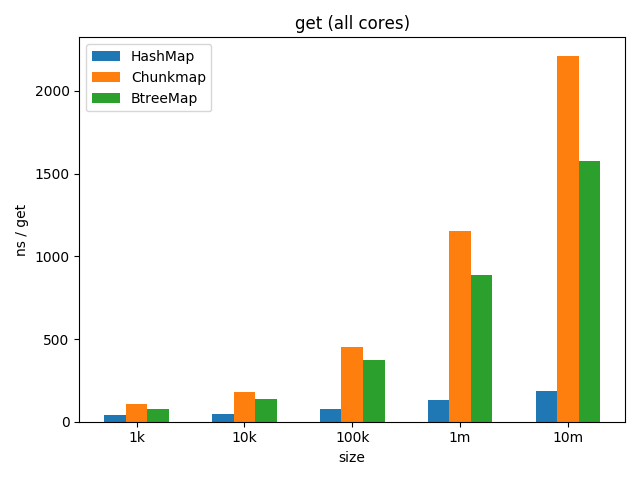 get (all cores)
HashMap
Chunkmap
BtreeMap
ns / get
2000
1500
1000
500
0
1k 10k 100k 1m 10m
size